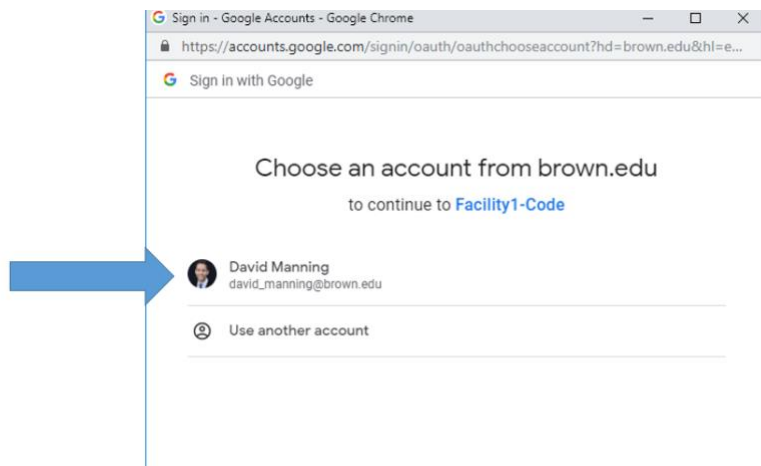 Sign in - Google Accounts - Google Chrome
https://accounts.google.com/signin/oauth/oauthchooseaccount?hd=brown.edu&hl=e...
Sign in with Google
Choose an account from brown.edu
to continue to Facility1-Code
David Manning
david_manning@brown.edu
Use another account